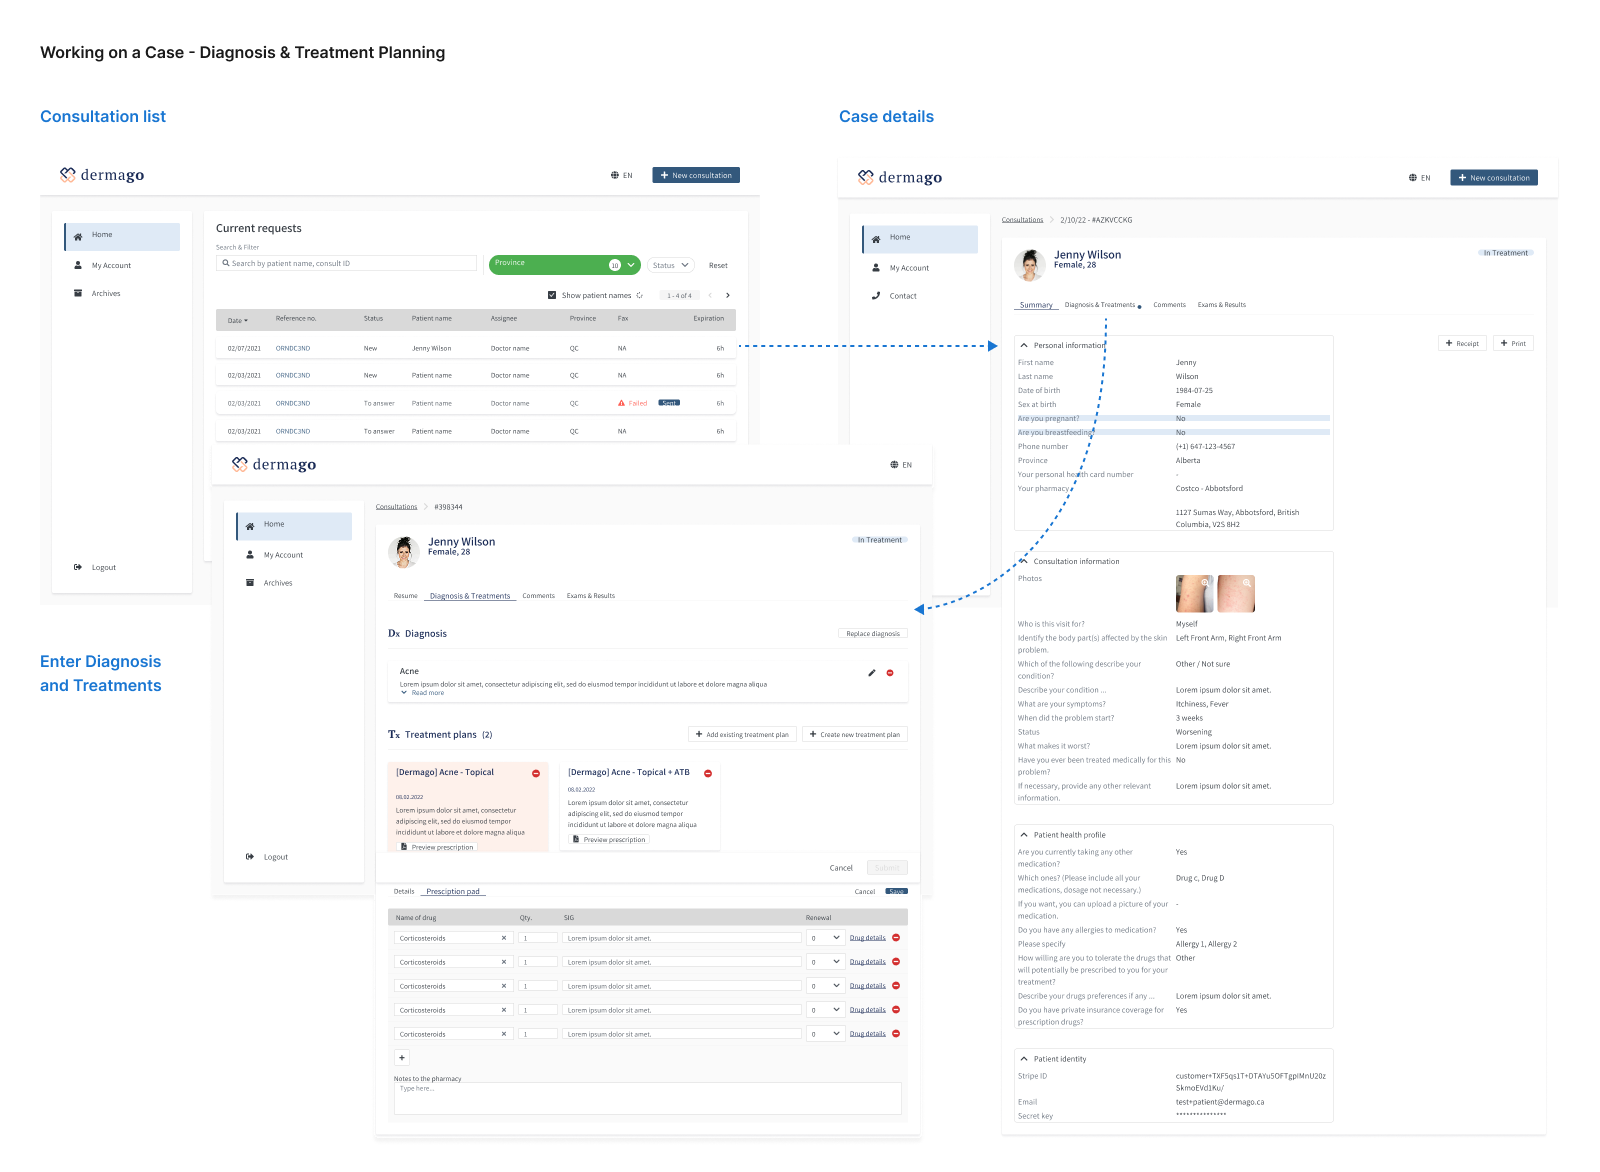 Working on a Case - Diagnosis & Treatment Planning
Consultation list
dermago
EN
+ New consultation
Home
My Account
Archives
Logout
Current requests
Search & Filter
Search by patient name, consult ID
Province 10
Status
Reset
Show patient names
1 - 4 of 4
Date Reference no. Status Patient name Assignee Province Fax Expiration
02/07/2021 ORNDC3ND New Jenny Wilson Doctor name QC NA 6h
02/03/2021 ORNDC3ND New Patient name Doctor name QC NA 6h
02/03/2021 ORNDC3ND To answer Patient name Doctor name QC Failed Sent 6h
02/03/2021 ORNDC3ND To answer Patient name Doctor name QC NA 6h
Enter Diagnosis
and Treatments
dermago
EN
Home
My Account
Archives
Logout
Consultations > #398344
Jenny Wilson
Female, 28
In Treatment
Resume Diagnosis & Treatments Comments Exams & Results
Dx Diagnosis
Replace diagnosis
Acne
Lorem ipsum dolor sit amet, consectetur adipiscing elit, sed do eiusmod tempor incididunt ut labore et dolore magna aliqua
Read more
Tx Treatment plans (2)
+ Add existing treatment plan
+ Create new treatment plan
[Dermago] Acne - Topical
08.02.2022
Lorem ipsum dolor sit amet, consectetur
adipiscing elit, sed do eiusmod tempor
incididunt ut labore et dolore magna aliqua
Preview prescription
[Dermago] Acne - Topical + ATB
08.02.2022
Lorem ipsum dolor sit amet, consectetur
adipiscing elit, sed do eiusmod tempor
incididunt ut labore et dolore magna aliqua
Preview prescription
Cancel Submit
Details Presciption pad Cancel Save
Name of drug Qty. SIG Renewal
Corticosteroids × 1 Lorem ipsum dolor sit amet. 0 Drug details
Corticosteroids × 1 Lorem ipsum dolor sit amet. 0 Drug details
Corticosteroids × 1 Lorem ipsum dolor sit amet. 0 Drug details
Corticosteroids × 1 Lorem ipsum dolor sit amet. 0 Drug details
Corticosteroids × 1 Lorem ipsum dolor sit amet. 0 Drug details
+
Notes to the pharmacy
Type here...
Case details
dermago
EN
+ New consultation
Home
My Account
Contact
Consultations > 2/10/22 - #AZKVCCKG
Jenny Wilson
Female, 28
In Treatment
Summary Diagnosis & Treatments Comments Exams & Results
+ Receipt
+ Print
Personal information
First name Jenny
Last name Wilson
Date of birth 1984-07-25
Sex at birth Female
Are you pregnant? No
Are you breastfeeding? No
Phone number (+1) 647-123-4567
Province Alberta
Your personal health card number -
Your pharmacy Costco - Abbotsford
1127 Sumas Way, Abbotsford, British
Columbia, V2S 8H2
Consultation information
Photos
Who is this visit for? Myself
Identify the body part(s) affected by the skin Left Front Arm, Right Front Arm
problem.
Which of the following describe your Other / Not sure
condition?
Describe your condition ... Lorem ipsum dolor sit amet.
What are your symptoms? Itchiness, Fever
When did the problem start? 3 weeks
Status Worsening
What makes it worst? Lorem ipsum dolor sit amet.
Have you ever been treated medically for this No
problem?
If necessary, provide any other relevant Lorem ipsum dolor sit amet.
information.
Patient health profile
Are you currently taking any other Yes
medication?
Which ones? (Please include all your Drug c, Drug D
medications, dosage not necessary.)
If you want, you can upload a picture of your -
medication.
Do you have any allergies to medication? Yes
Please specify Allergy 1, Allergy 2
How willing are you to tolerate the drugs that Other
will potentially be prescribed to you for your
treatment?
Describe your drugs preferences if any ... Lorem ipsum dolor sit amet.
Do you have private insurance coverage for Yes
prescription drugs?
Patient identity
Stripe ID customer+TXF5qs1T+DTAYuSOFTgpIMnU20z
SkmoEVd1Ku/
Email test+patient@dermago.ca
Secret key ***************